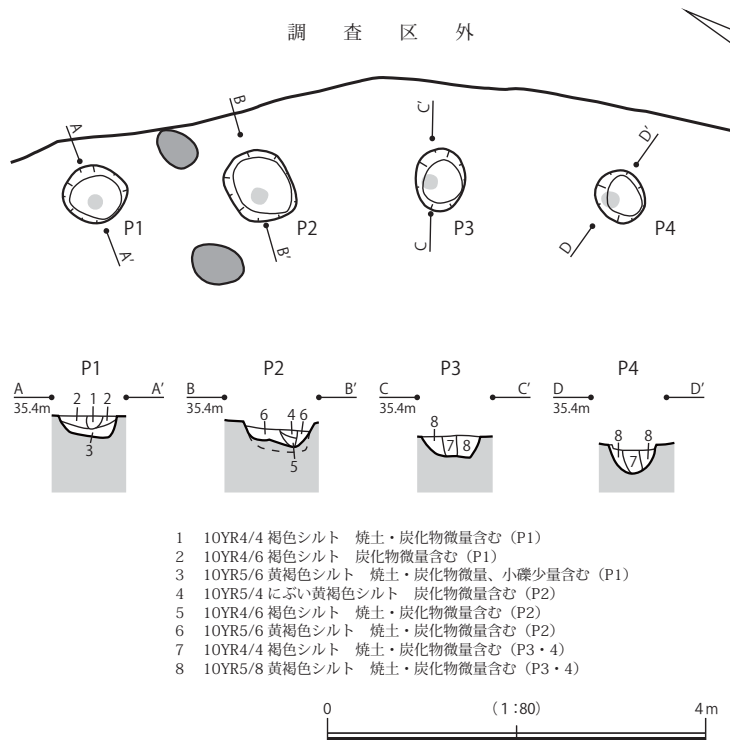 調査区外
A
B
C'
D'
P1
P2
P3
P4
A'
B'
C
D
P1
P2
P3
P4
A A' B B' C C' D D'
35.4m 35.4m 35.4m 35.4m
2 1 2
3
6 4 6
5
8
7 8
8 8
7
1 10YR4/4 褐色シルト 焼土・炭化物微量含む（P1）
2 10YR4/6 褐色シルト 炭化物微量含む（P1）
3 10YR5/6 黄褐色シルト 焼土・炭化物微量、小礫少量含む（P1）
4 10YR5/4 にぶい黄褐色シルト 炭化物微量含む（P2）
5 10YR4/6 褐色シルト 焼土・炭化物微量含む（P2）
6 10YR5/6 黄褐色シルト 焼土・炭化物微量含む（P2）
7 10YR4/4 褐色シルト 焼土・炭化物微量含む（P3・4）
8 10YR5/8 黄褐色シルト 焼土・炭化物微量含む（P3・4）
0 （1:80） 4m